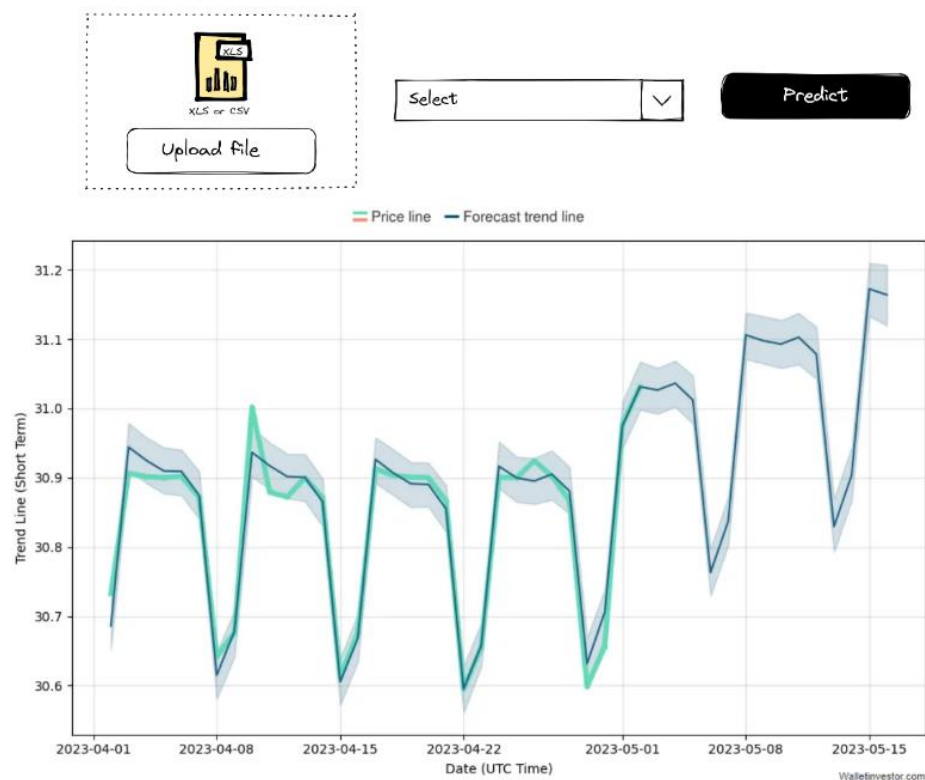 XLS
XLS or CSV
Upload file
Select
Predict
Price line
Forecast trend line
Trend Line (Short Term)
31.2
31.1
31.0
30.9
30.8
30.7
30.6
2023-04-01
2023-04-08
2023-04-15
2023-04-22
2023-05-01
2023-05-08
2023-05-15
Date (UTC Time)
Walletinvestor.com